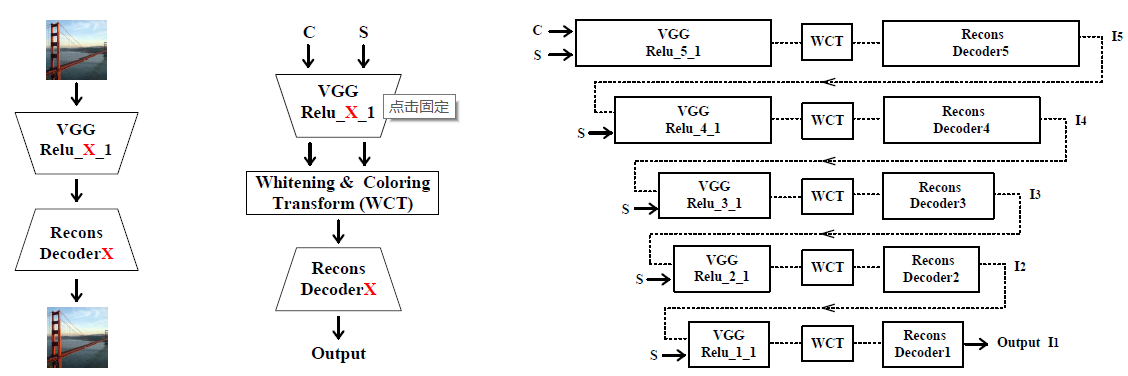 VGG
Relu_X_1
Recons
DecoderX
C S
VGG
Relu_X_1
点击固定
Whitening & Coloring
Transform (WCT)
Recons
DecoderX
Output
C
S
VGG
Relu_5_1
WCT
Recons
Decoder5
I5
S
VGG
Relu_4_1
WCT
Recons
Decoder4
I4
S
VGG
Relu_3_1
WCT
Recons
Decoder3
I3
S
VGG
Relu_2_1
WCT
Recons
Decoder2
I2
S
VGG
Relu_1_1
WCT
Recons
Decoder1
Output I1